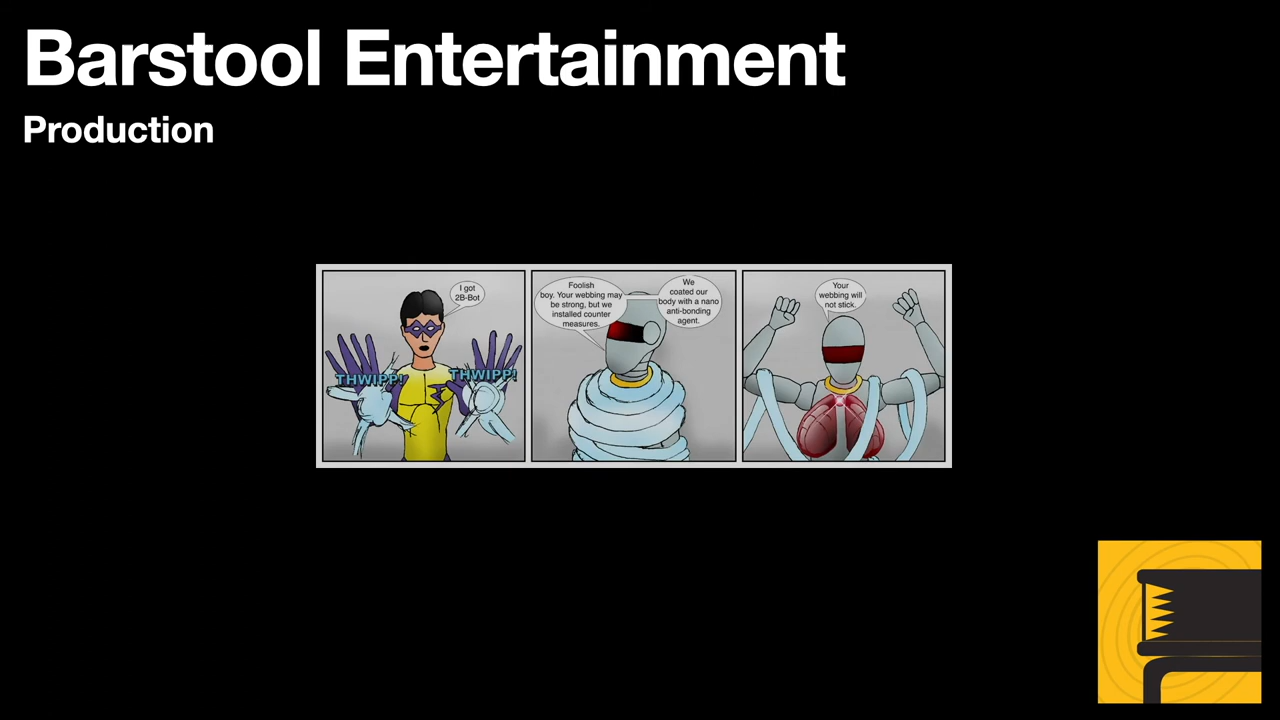 Barstool Entertainment
Production
I got
2B-Bot
THWIPP!
THWIPP!
Foolish
boy. Your webbing may
be strong, but we
installed counter
measures.
We
coated our
body with a nano
anti-bonding
agent.
Your
webbing will
not stick.